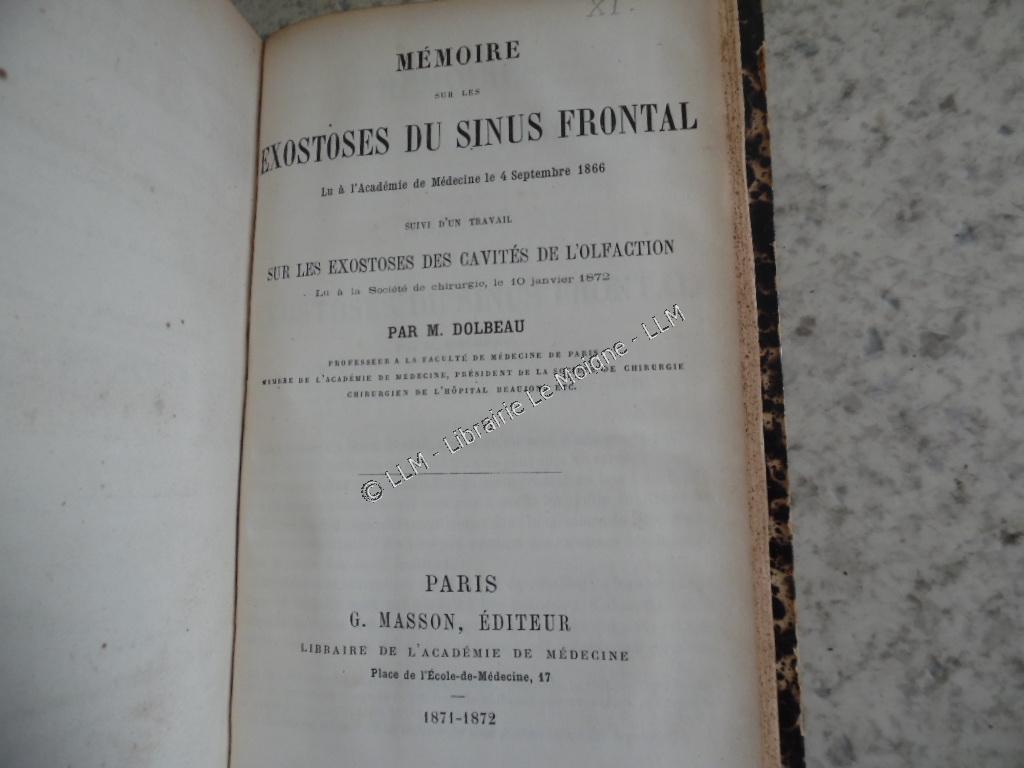 XI.
MÉMOIRE
SUR LES
EXOSTOSES DU SINUS FRONTAL
Lu à l'Académie de Médecine le 4 Septembre 1866
SUIVI D'UN TRAVAIL
SUR LES EXOSTOSES DES CAVITÉS DE L'OLFACTION
Lu à la Société de chirurgie, le 10 janvier 1872
PAR M. DOLBEAU
PROFESSEUR A LA FACULTÉ DE MÉDECINE DE PARIS
MEMBRE DE L'ACADÉMIE DE MÉDECINE, PRÉSIDENT DE LA DE CHIRURGIE
CHIRURGIEN DE L'HÔPITAL BEAUJON, ETC.
© LLM - Librairie Le Moigne - LLM
PARIS
G. MASSON, ÉDITEUR
LIBRAIRE DE L'ACADÉMIE DE MÉDECINE
Place de l'École-de-Médecine, 17
1871-1872